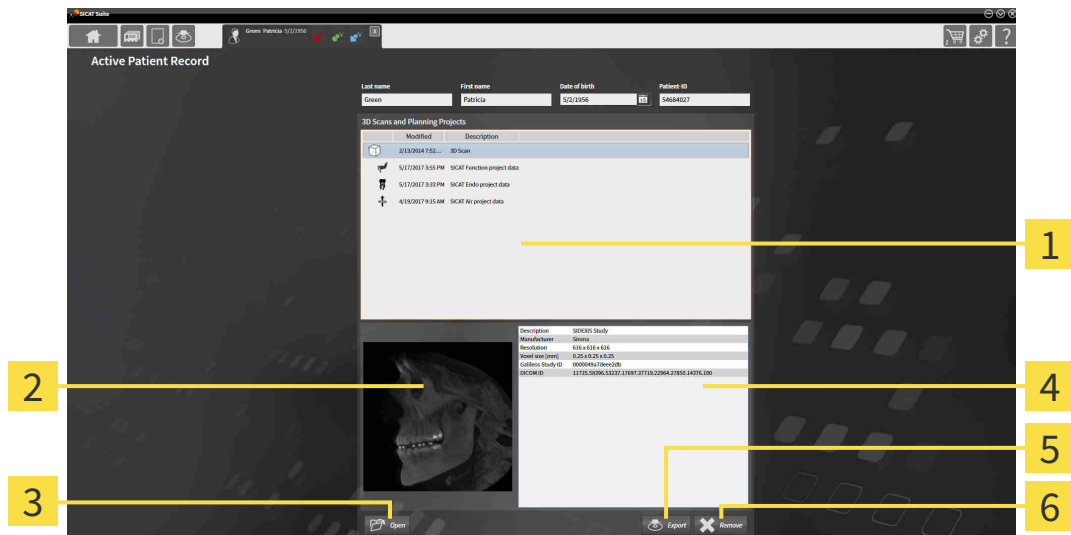 SICAT Suite
Green Patricia 5/2/1956
x
?
Active Patient Record
Last name First name Date of birth Patient-ID
Green Patricia 5/2/1956 15 54684027
3D Scans and Planning Projects
Modified Description
2/13/2014 7:52... 3D Scan
5/17/2017 3:55 PM SICAT Function project data
5/17/2017 3:33 PM SICAT Endo project data
4/19/2017 9:15 AM SICAT Air project data
1
Description SIDEXIS Study
Manufacturer Sirona
Resolution 616 x 616 x 616
Voxel size [mm] 0.25 x 0.25 x 0.25
Galileos Study ID 0000049a7deee2db
DICOM ID 11725.58396.53237.17697.37719.22964.27850.14376.100
2
4
5
3
6
Open Export Remove